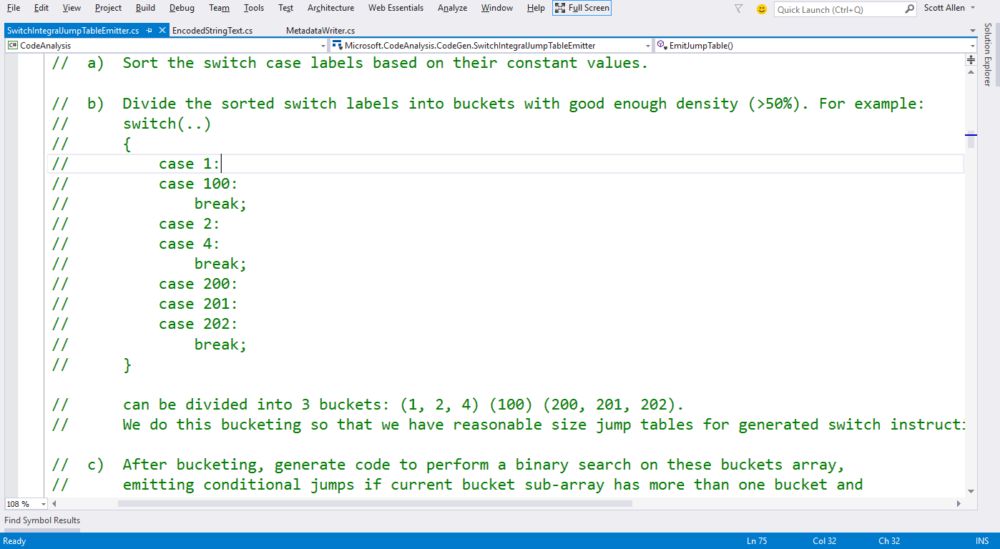 File Edit View Project Build Debug Team Tools Test Architecture Web Essentials Analyze Window Help Full Screen Quick Launch (Ctrl+Q) Scott Allen
SwitchIntegralJumpTableEmitter.cs EncodedStringText.cs MetadataWriter.cs
C# CodeAnalysis Microsoft.CodeAnalysis.CodeGen.SwitchIntegralJumpTableEmitter EmitJumpTable()
Solution Explorer
// a) Sort the switch case labels based on their constant values.
// b) Divide the sorted switch labels into buckets with good enough density (>50%). For example:
// switch(..)
// {
// case 1:
// case 100:
// break;
// case 2:
// case 4:
// break;
// case 200:
// case 201:
// case 202:
// break;
// }
// can be divided into 3 buckets: (1, 2, 4) (100) (200, 201, 202).
// We do this bucketing so that we have reasonable size jump tables for generated switch instructi
// c) After bucketing, generate code to perform a binary search on these buckets array,
// emitting conditional jumps if current bucket sub-array has more than one bucket and
108 %
Find Symbol Results
Ready Ln 75 Col 32 Ch 32 INS